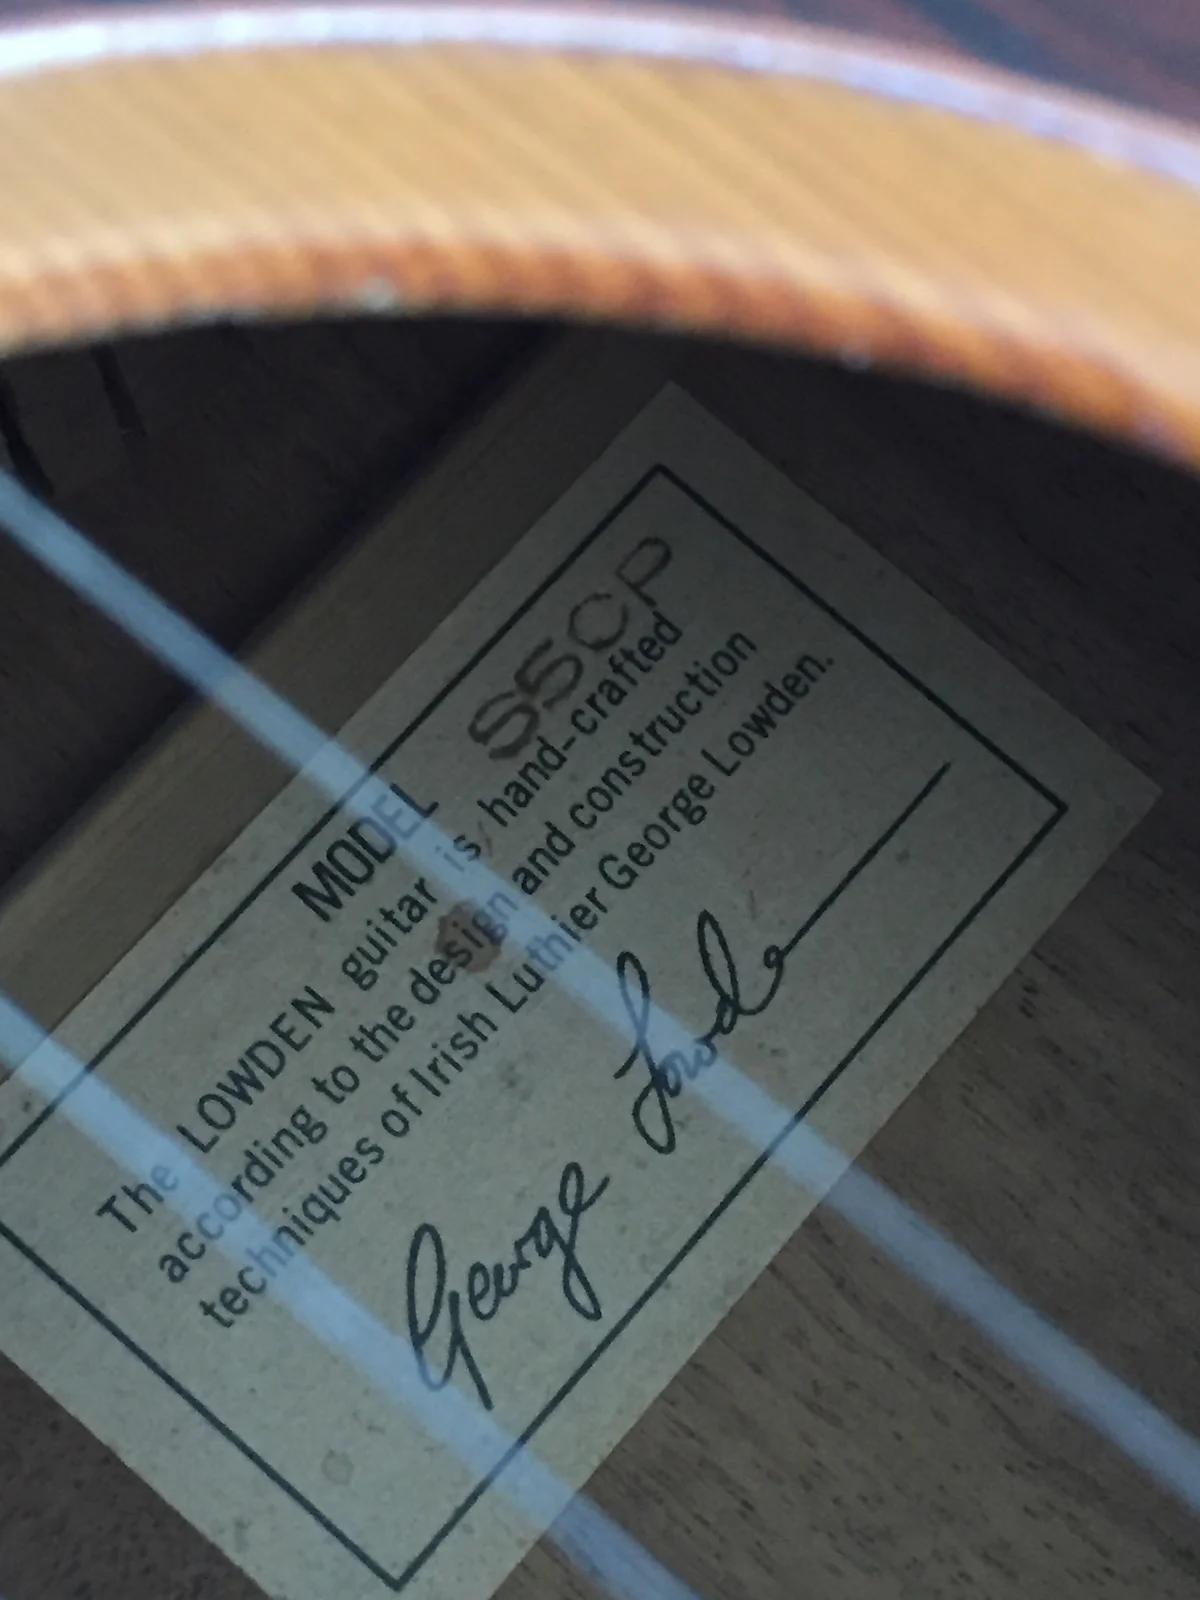 MODEL S5CP
The LOWDEN guitar is hand-crafted
according to the design and construction
techniques of Irish Luthier George Lowden.
George Lowden